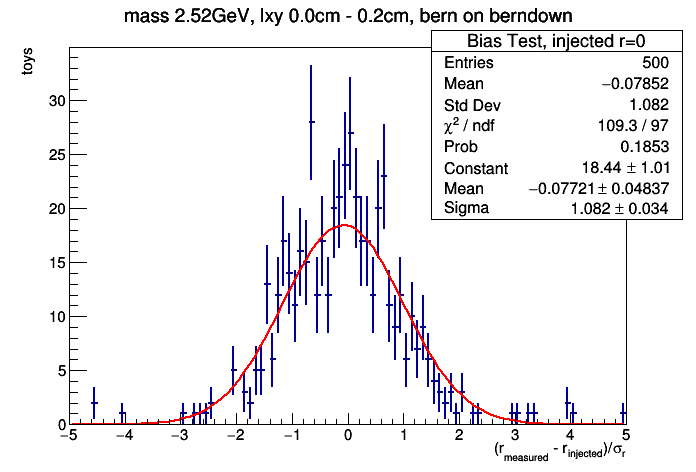 mass 2.52GeV, lxy 0.0cm - 0.2cm, bern on berndown
toys
Bias Test, injected r=0
Entries 500
Mean −0.07852
Std Dev 1.082
χ² / ndf 109.3 / 97
Prob 0.1853
Constant 18.44 ± 1.01
Mean −0.07721± 0.04837
Sigma 1.082 ± 0.034
30
25
20
15
10
5
0
−5 −4 −3 −2 −1 0 1 2 3 4 5
(r_measured - r_injected)/σ_r